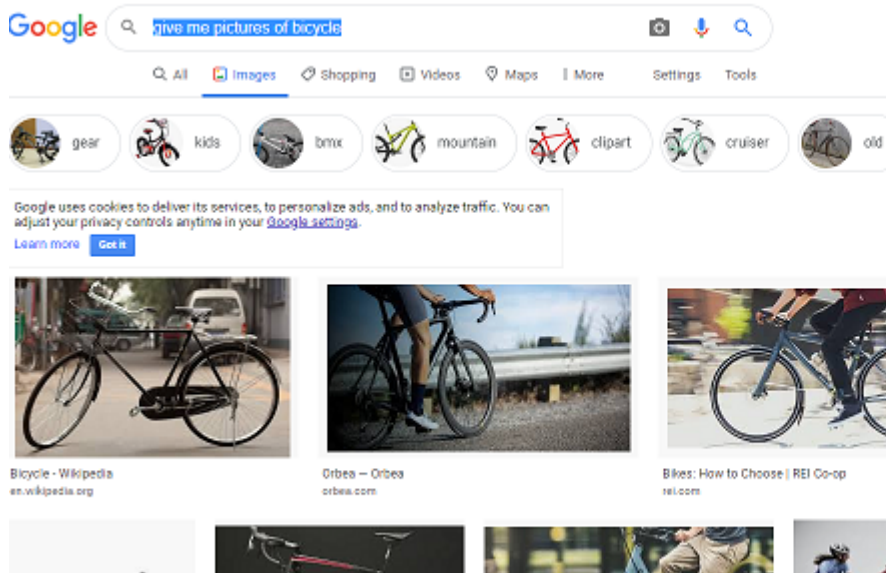 Google give me pictures of bicycle
All Images Shopping Videos Maps More Settings Tools
gear kids bmx mountain clipart cruiser old
Google uses cookies to deliver its services, to personalize ads, and to analyze traffic. You can
adjust your privacy controls anytime in your Google settings.
Learn more Got it
Bicycle - Wikipedia
en.wikipedia.org
Orbea — Orbea
orbea.com
Bikes: How to Choose | REI Co-op
rei.com